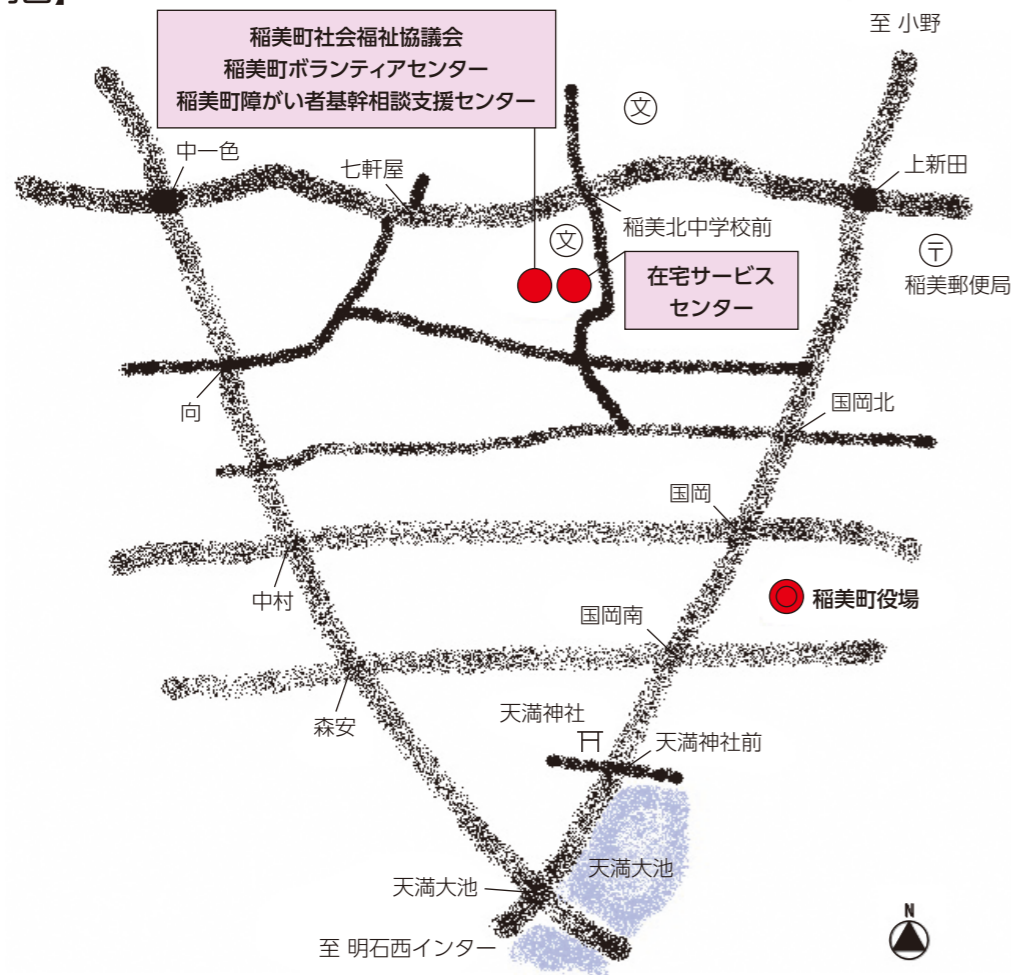 至 小野
稲美町社会福祉協議会
稲美町ボランティアセンター
稲美町障がい者基幹相談支援センター
文
中一色
七軒屋
上新田
稲美北中学校前
文
〒
稲美郵便局
在宅サービス
センター
向
国岡北
国岡
稲美町役場
中村
国岡南
森安
天満神社
天満神社前
天満大池
天満大池
至 明石西インター
N